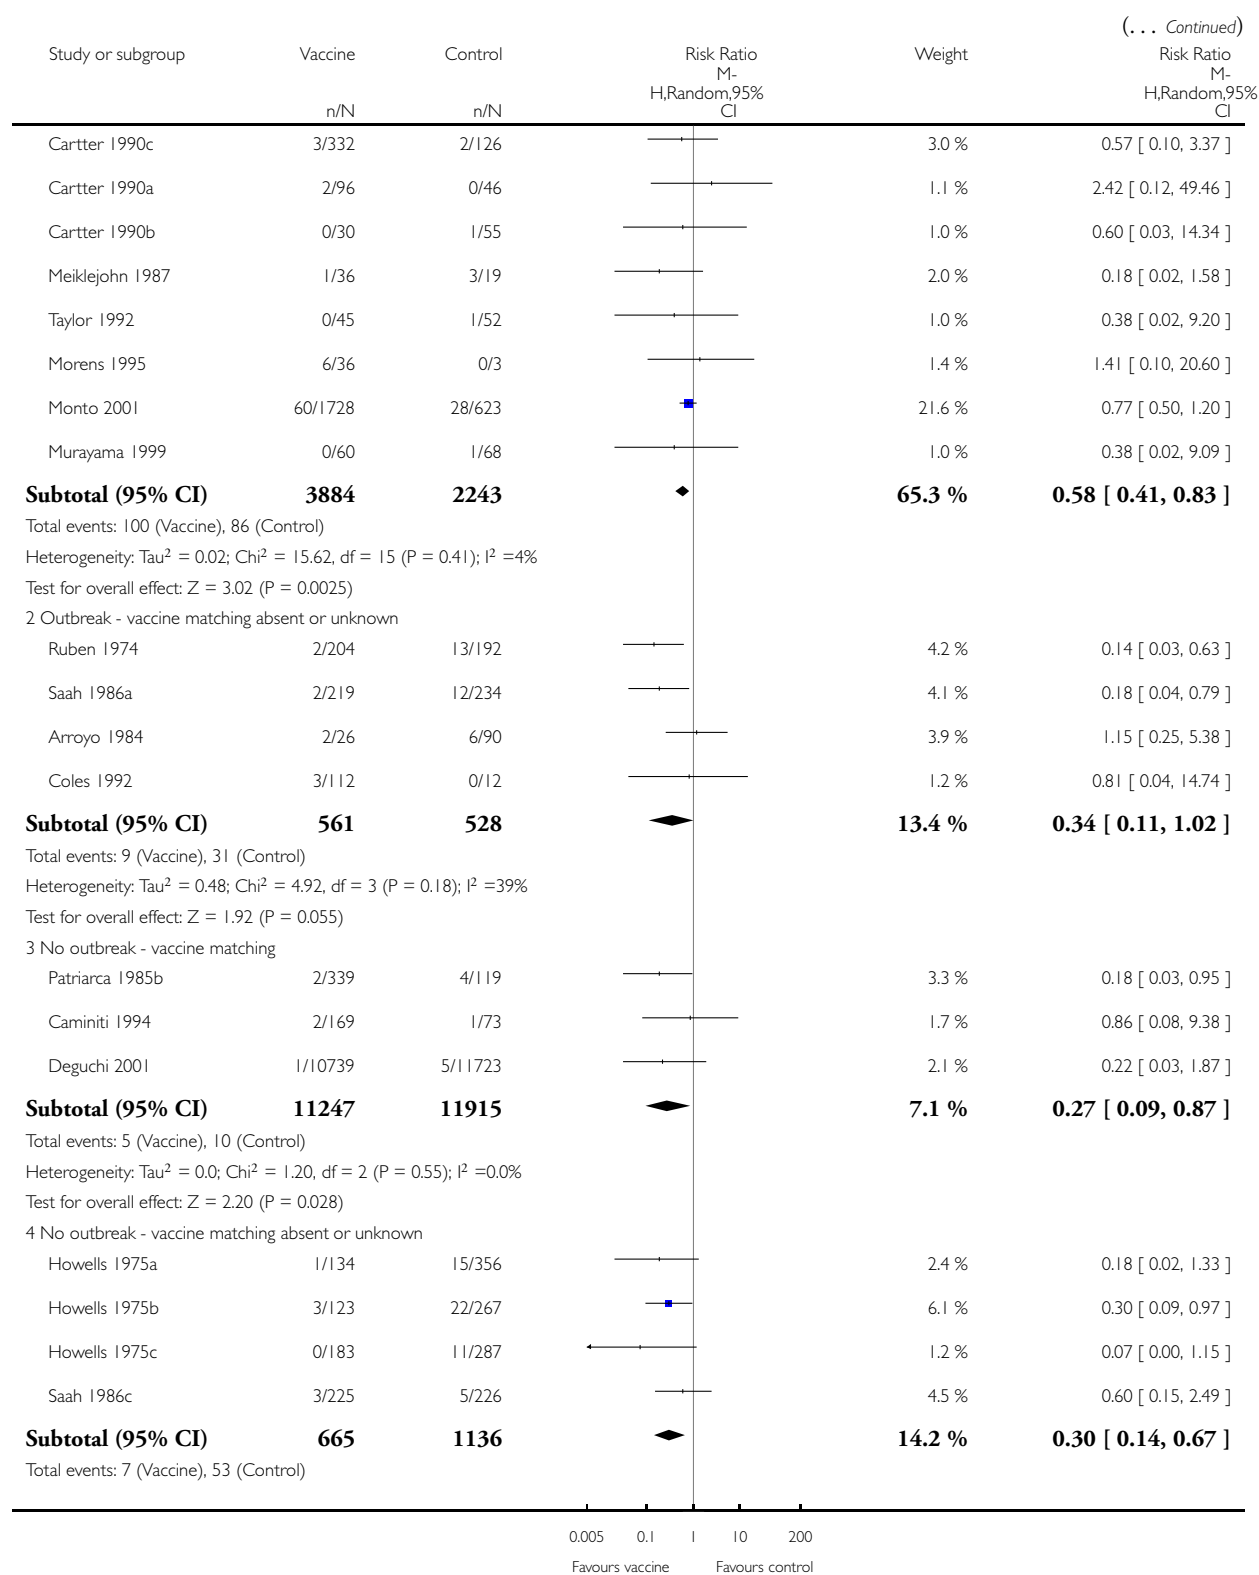 (... Continued)
Study or subgroup Vaccine Control Risk Ratio Weight Risk Ratio
M- M-
H,Random,95% H,Random,95%
n/N n/N CI CI
Cartter 1990c 3/332 2/126 3.0 % 0.57 [ 0.10, 3.37 ]
Cartter 1990a 2/96 0/46 1.1 % 2.42 [ 0.12, 49.46 ]
Cartter 1990b 0/30 1/55 1.0 % 0.60 [ 0.03, 14.34 ]
Meiklejohn 1987 1/36 3/19 2.0 % 0.18 [ 0.02, 1.58 ]
Taylor 1992 0/45 1/52 1.0 % 0.38 [ 0.02, 9.20 ]
Morens 1995 6/36 0/3 1.4 % 1.41 [ 0.10, 20.60 ]
Monto 2001 60/1728 28/623 21.6 % 0.77 [ 0.50, 1.20 ]
Murayama 1999 0/60 1/68 1.0 % 0.38 [ 0.02, 9.09 ]
Subtotal (95% CI) 3884 2243 65.3 % 0.58 [ 0.41, 0.83 ]
Total events: 100 (Vaccine), 86 (Control)
Heterogeneity: Tau² = 0.02; Chi² = 15.62, df = 15 (P = 0.41); I² =4%
Test for overall effect: Z = 3.02 (P = 0.0025)
2 Outbreak - vaccine matching absent or unknown
Ruben 1974 2/204 13/192 4.2 % 0.14 [ 0.03, 0.63 ]
Saah 1986a 2/219 12/234 4.1 % 0.18 [ 0.04, 0.79 ]
Arroyo 1984 2/26 6/90 3.9 % 1.15 [ 0.25, 5.38 ]
Coles 1992 3/112 0/12 1.2 % 0.81 [ 0.04, 14.74 ]
Subtotal (95% CI) 561 528 13.4 % 0.34 [ 0.11, 1.02 ]
Total events: 9 (Vaccine), 31 (Control)
Heterogeneity: Tau² = 0.48; Chi² = 4.92, df = 3 (P = 0.18); I² =39%
Test for overall effect: Z = 1.92 (P = 0.055)
3 No outbreak - vaccine matching
Patriarca 1985b 2/339 4/119 3.3 % 0.18 [ 0.03, 0.95 ]
Caminiti 1994 2/169 1/73 1.7 % 0.86 [ 0.08, 9.38 ]
Deguchi 2001 1/10739 5/11723 2.1 % 0.22 [ 0.03, 1.87 ]
Subtotal (95% CI) 11247 11915 7.1 % 0.27 [ 0.09, 0.87 ]
Total events: 5 (Vaccine), 10 (Control)
Heterogeneity: Tau² = 0.0; Chi² = 1.20, df = 2 (P = 0.55); I² =0.0%
Test for overall effect: Z = 2.20 (P = 0.028)
4 No outbreak - vaccine matching absent or unknown
Howells 1975a 1/134 15/356 2.4 % 0.18 [ 0.02, 1.33 ]
Howells 1975b 3/123 22/267 6.1 % 0.30 [ 0.09, 0.97 ]
Howells 1975c 0/183 11/287 1.2 % 0.07 [ 0.00, 1.15 ]
Saah 1986c 3/225 5/226 4.5 % 0.60 [ 0.15, 2.49 ]
Subtotal (95% CI) 665 1136 14.2 % 0.30 [ 0.14, 0.67 ]
Total events: 7 (Vaccine), 53 (Control)
0.005 0.1 1 10 200
Favours vaccine Favours control